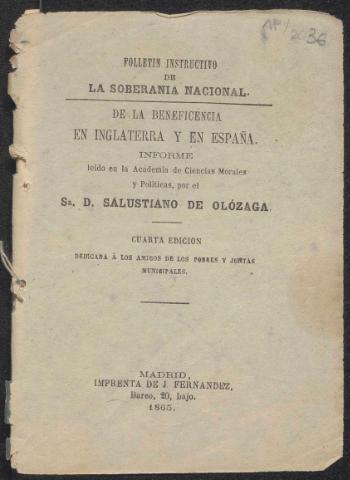 AP/2036
FOLLETIN INSTRUCTIVO
DE
LA SOBERANIA NACIONAL.
DE LA BENEFICENCIA
EN INGLATERRA Y EN ESPAÑA.
INFORME
leido en la Academia de Ciencias Morales
y Políticas, por el
SR. D. SALUSTIANO DE OLÓZAGA.
CUARTA EDICION
DEDICADA Á LOS AMIGOS DE LOS POBRES Y JUNTAS
MUNICIPALES.
MADRID,
IMPRENTA DE J. FERNANDEZ,
Barco, 20, bajo.
1865.